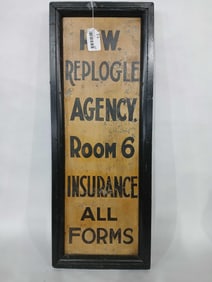 W.
REPLOGLE
AGENCY.
Room 6
INSURANCE
ALL
FORMS